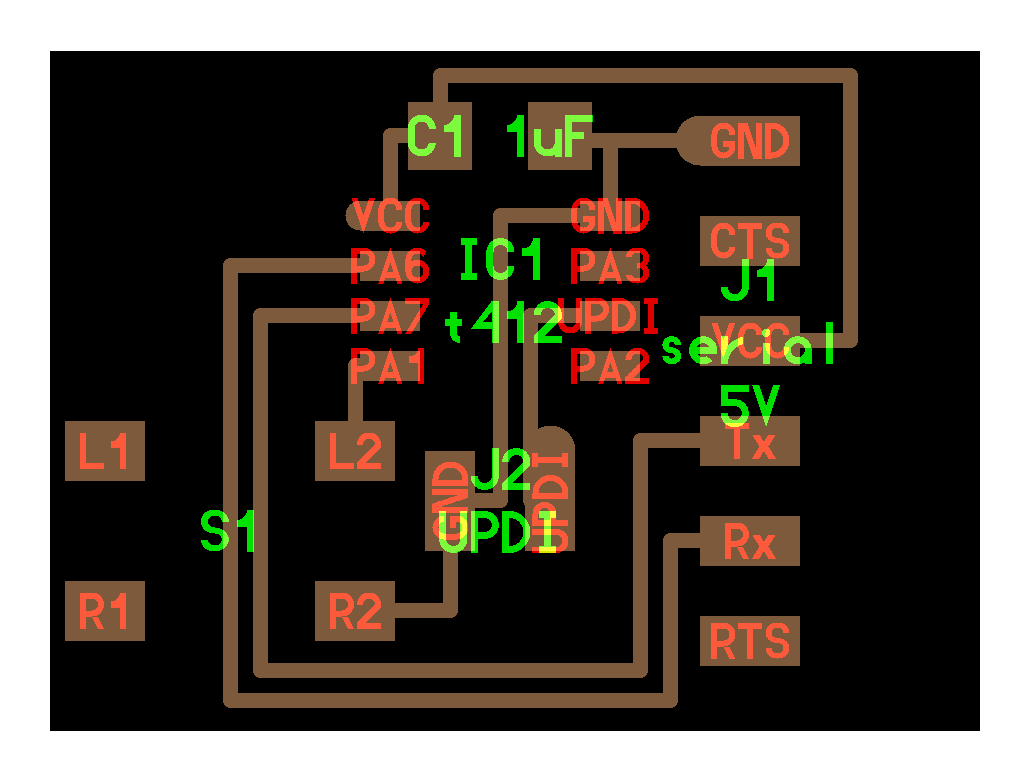 C1 1uF GND
VCC GND
CTS
IC1
PA6 PA3
J1
PA7 t412 UPDI
VCC
serial
PA1 PA2
5V
Tx
L1 L2
J2
GND UPDI
S1 UPDI
Rx
R1 R2
RTS